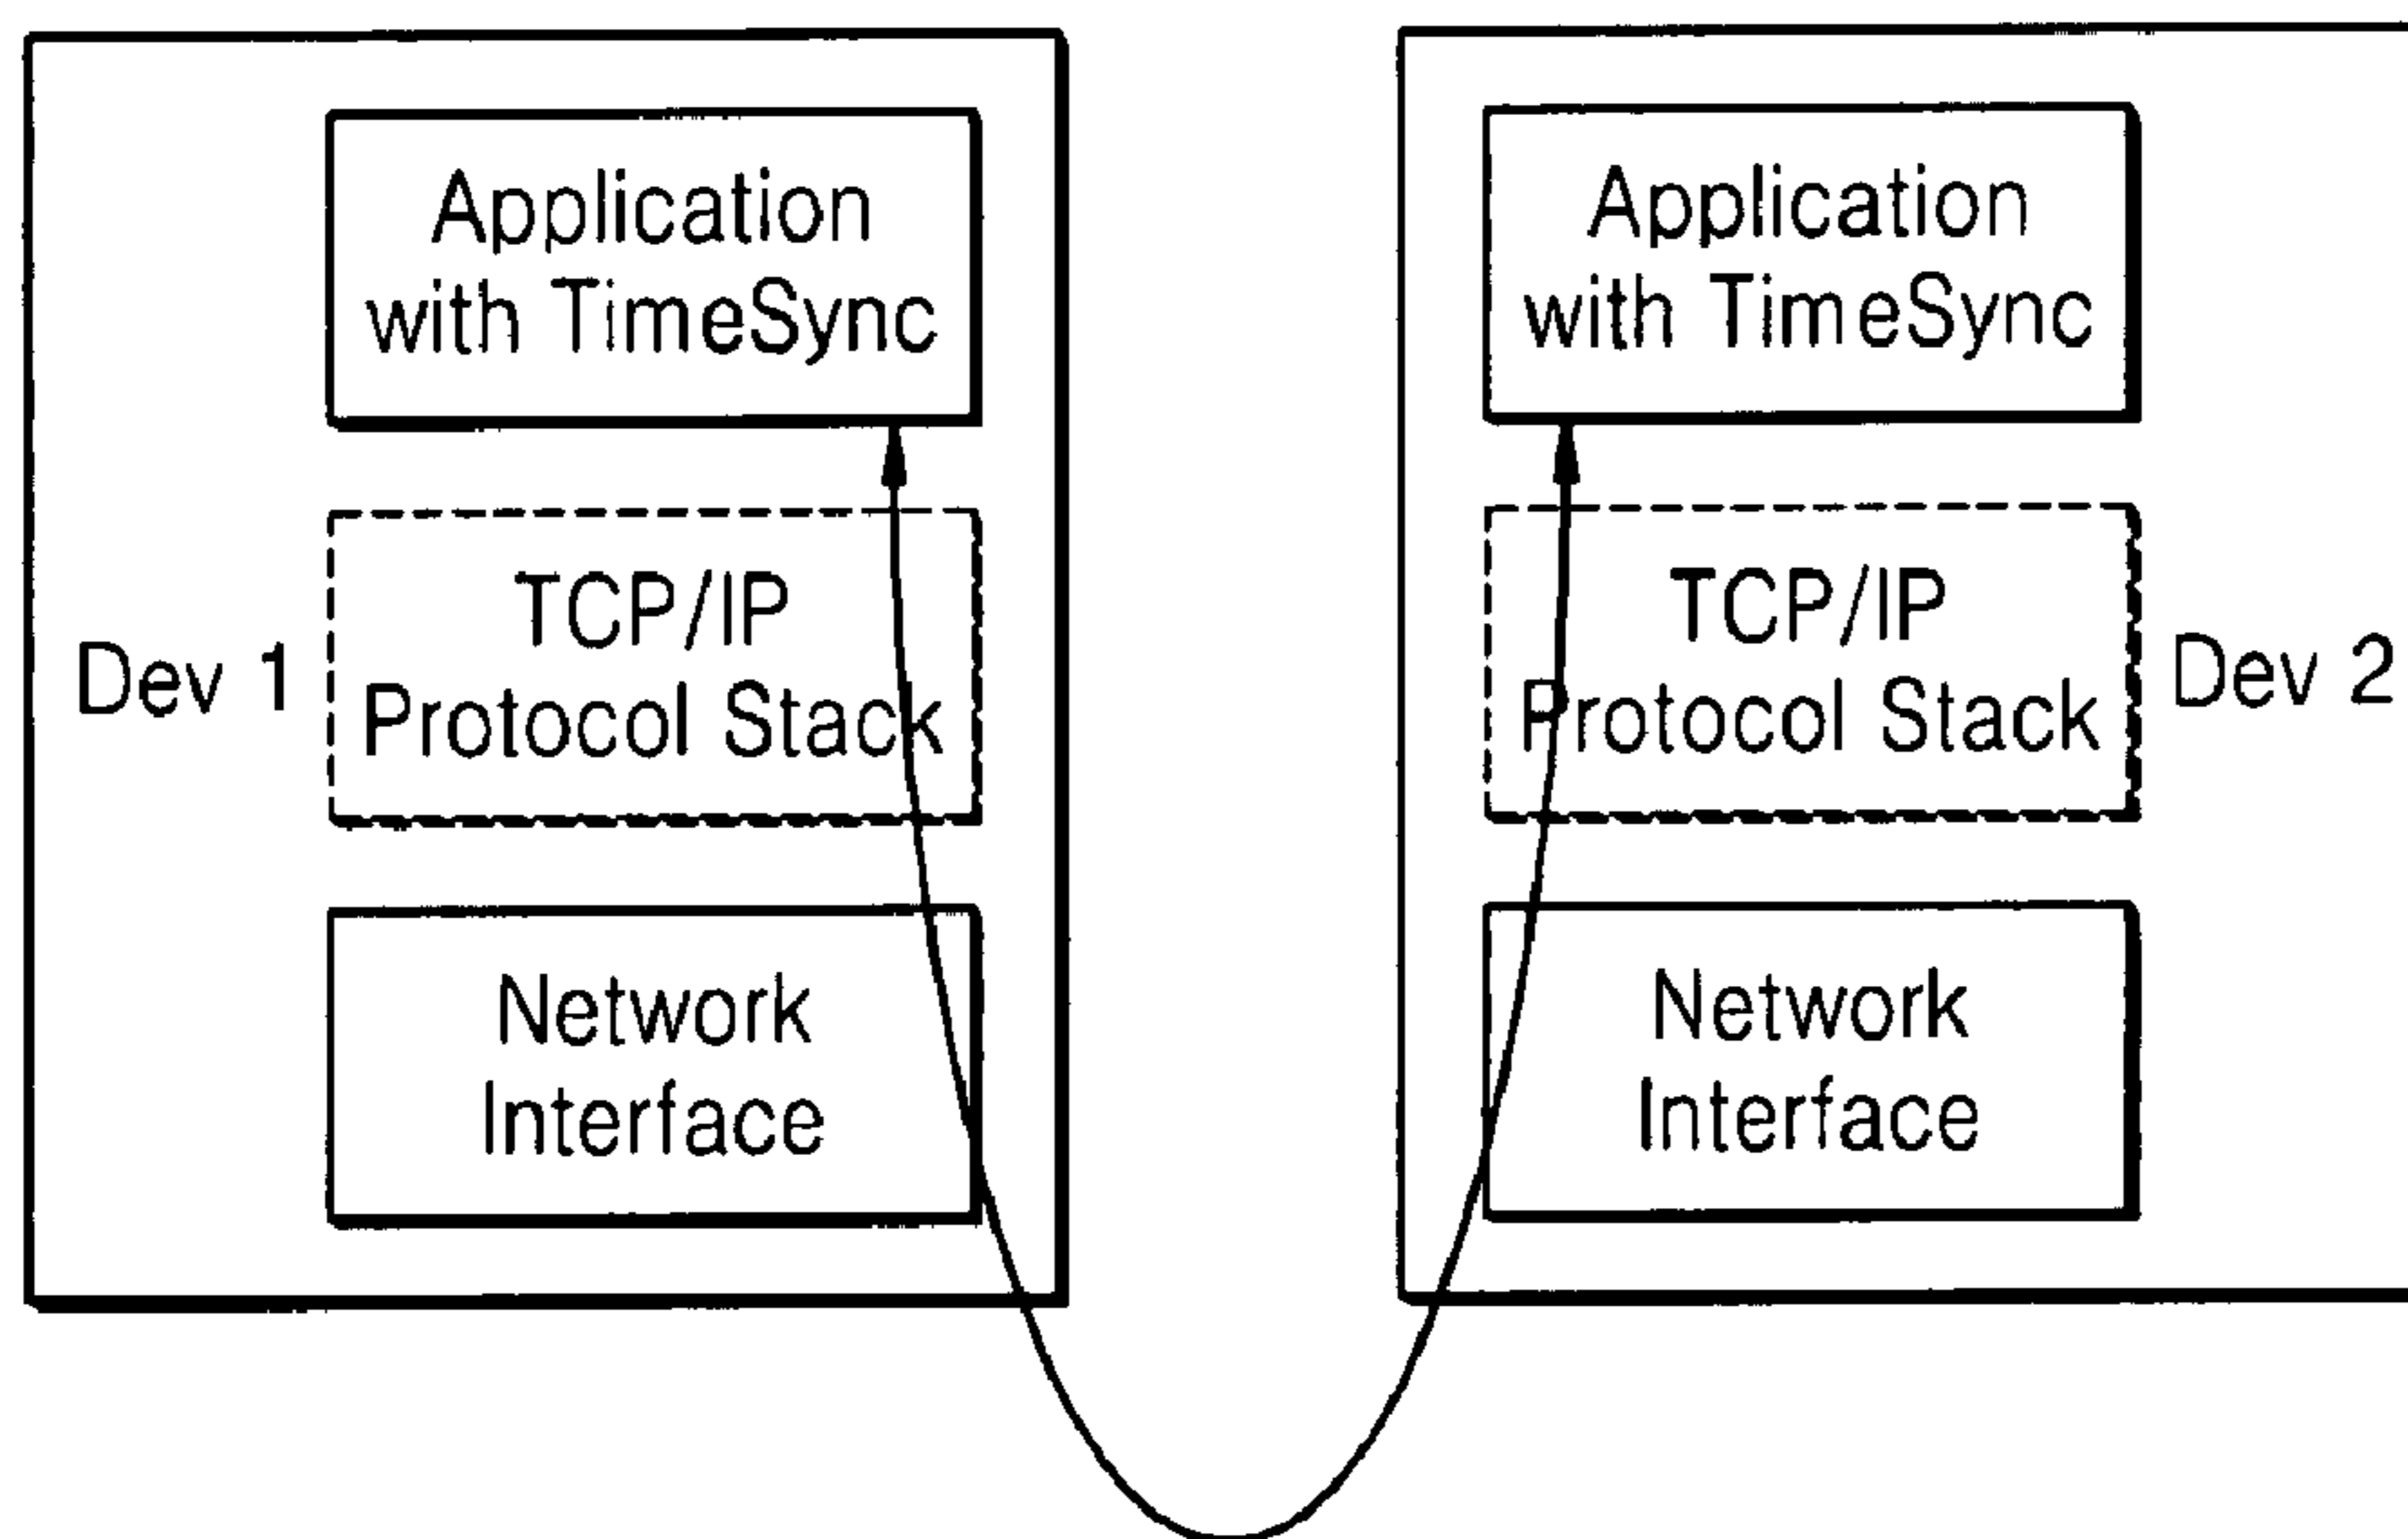 Application
with TimeSync
TCP/IP
Protocol Stack
Dev 1
Network
Interface
Application
with TimeSync
TCP/IP
Protocol Stack
Dev 2
Network
Interface